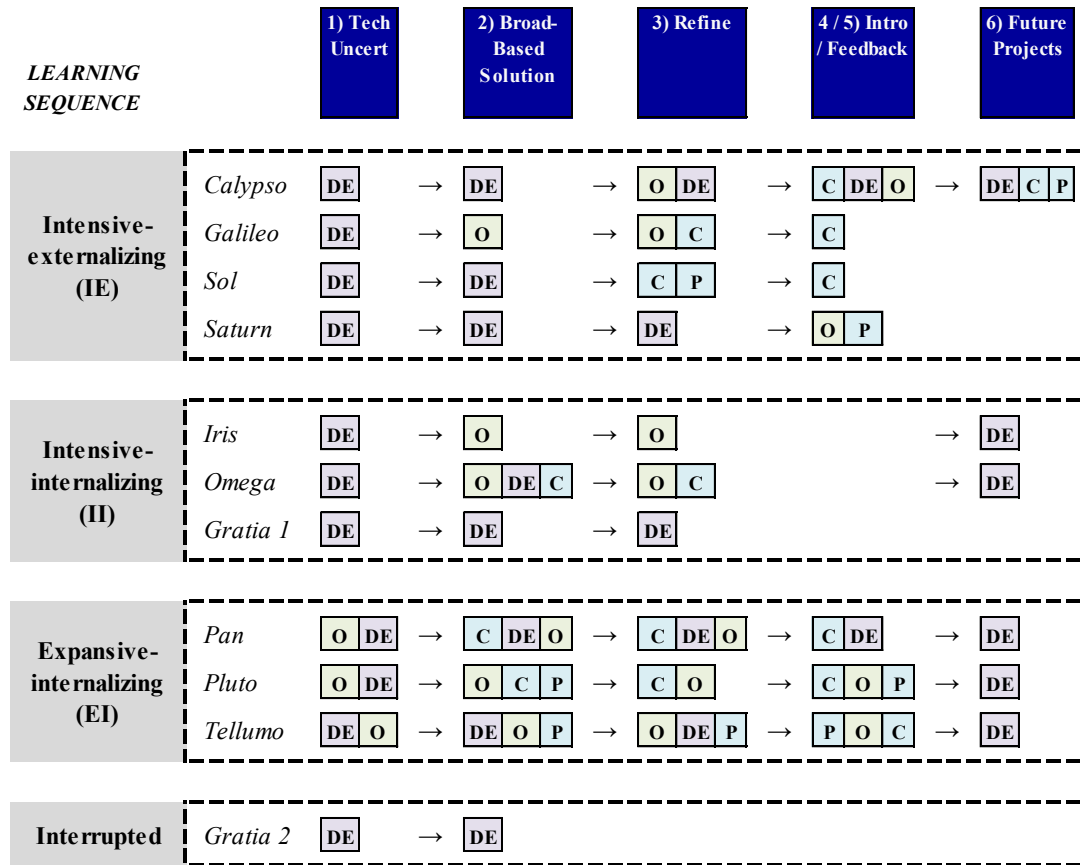 1) Tech
Uncert
2) Broad-
Based
Solution
3) Refine
4 / 5) Intro
/ Feedback
6) Future
Projects
LEARNING
SEQUENCE
Intensive-
externalizing
(IE)
Calypso DE → DE → O DE → C DE O → DE C P
Galileo DE → O → O C → C
Sol DE → DE → C P → C
Saturn DE → DE → DE → O P
Intensive-
internalizing
(II)
Iris DE → O → O → DE
Omega DE → O DE C → O C → DE
Gratia 1 DE → DE → DE
Expansive-
internalizing
(EI)
Pan O DE → C DE O → C DE O → C DE → DE
Pluto O DE → O C P → C O → C O P → DE
Tellumo DE O → DE O P → O DE P → P O C → DE
Interrupted
Gratia 2 DE → DE